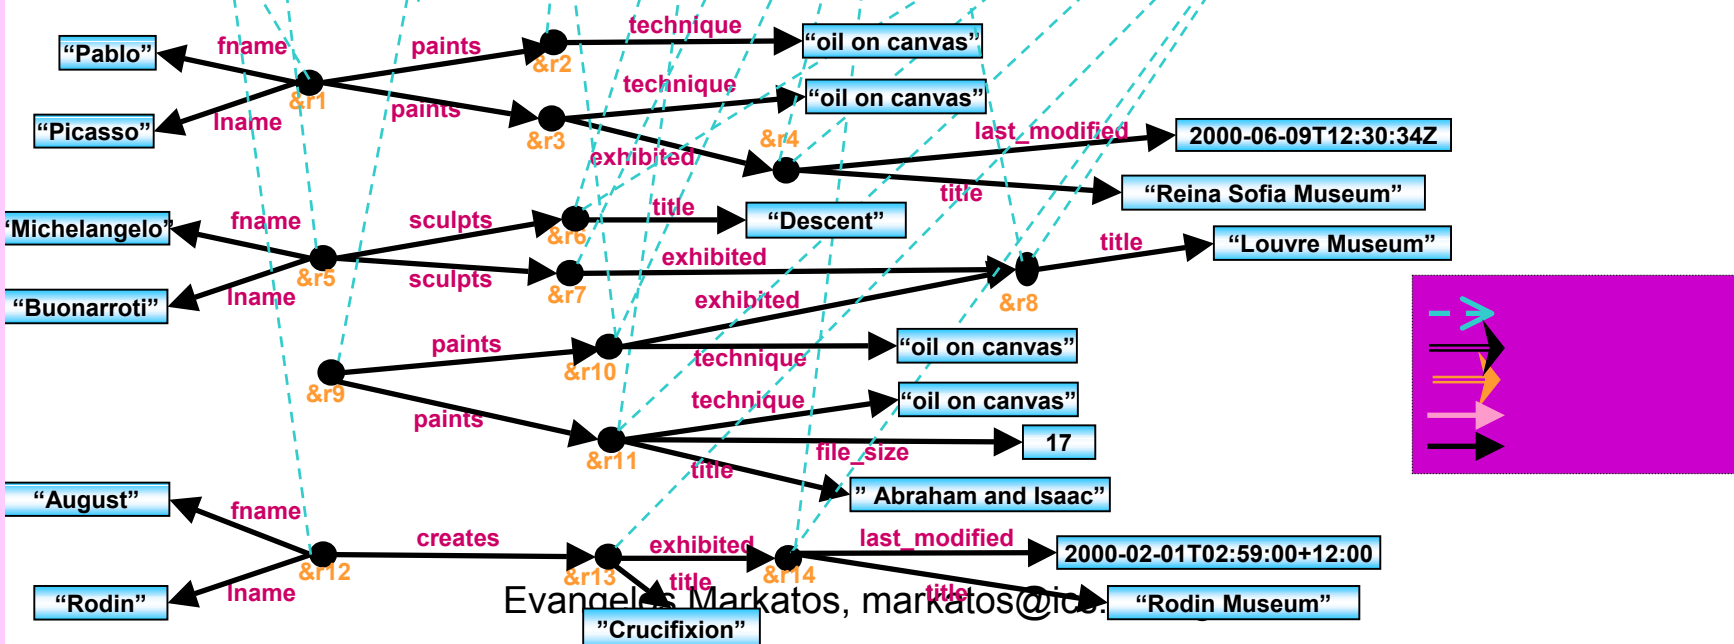 technique
“Pablo”
fname
paints
“oil on canvas”
&r2
technique
&r1
“oil on canvas”
paints
“Picasso”
lname
&r3
&r4
last_modified
2000-06-09T12:30:34Z
exhibited
title
“Reina Sofia Museum”
“Michelangelo”
fname
sculpts
title
“Descent”
&r6
“Louvre Museum”
title
exhibited
&r5
sculpts
&r7
“Buonarroti”
lname
exhibited
&r8
paints
“oil on canvas”
technique
&r10
&r9
technique
“oil on canvas”
paints
17
file_size
&r11
title
” Abraham and Isaac”
“August”
fname
creates
exhibited
last_modified
2000-02-01T02:59:00+12:00
&r12
&r13
&r14
title
lname
title
“Rodin”
“Rodin Museum”
Evangelos Markatos, markatos@ics.
”Crucifixion”